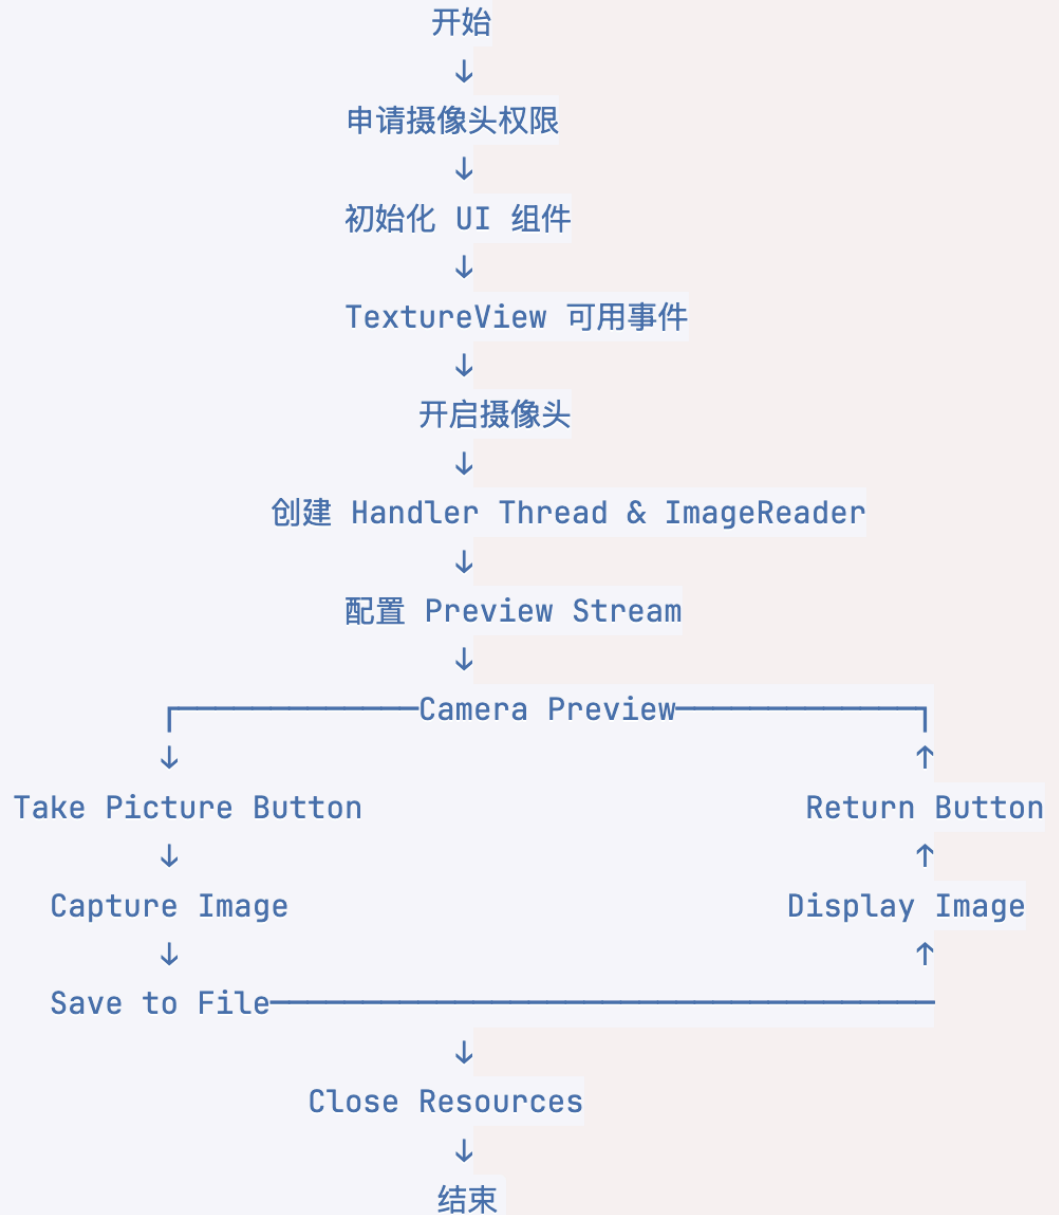 开始
↓
申请摄像头权限
↓
初始化 UI 组件
↓
TextureView 可用事件
↓
开启摄像头
↓
创建 Handler Thread & ImageReader
↓
配置 Preview Stream
↓
Camera Preview
↓ ↑
Take Picture Button Return Button
↓ ↑
Capture Image Display Image
↓ ↑
Save to File
↓
Close Resources
↓
结束